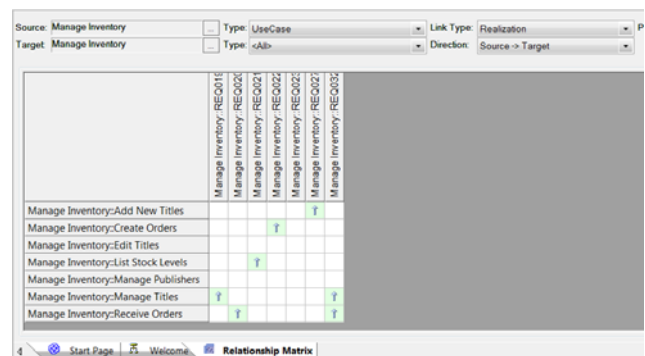 Source: Manage Inventory ... Type: UseCase Link Type: Realization P
Target: Manage Inventory ... Type: <All> Direction: Source -> Target
Manage Inventory::REQ019
Manage Inventory::REQ020
Manage Inventory::REQ021
Manage Inventory::REQ022
Manage Inventory::REQ023
Manage Inventory::REQ027
Manage Inventory::REQ032
Manage Inventory::Add New Titles
Manage Inventory::Create Orders
Manage Inventory::Edit Titles
Manage Inventory::List Stock Levels
Manage Inventory::Manage Publishers
Manage Inventory::Manage Titles
Manage Inventory::Receive Orders
Start Page Welcome Relationship Matrix